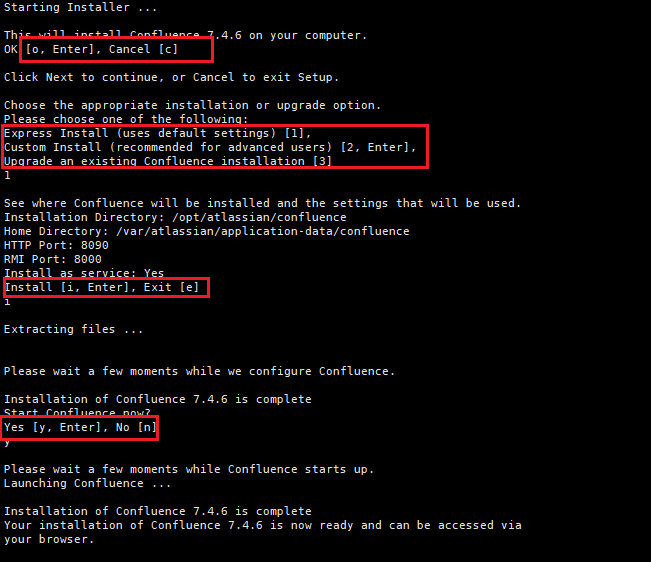 Starting Installer ...
This will install Confluence 7.4.6 on your computer.
OK [o, Enter], Cancel [c]
Click Next to continue, or Cancel to exit Setup.
Choose the appropriate installation or upgrade option.
Please choose one of the following:
Express Install (uses default settings) [1],
Custom Install (recommended for advanced users) [2, Enter],
Upgrade an existing Confluence installation [3]
1
See where Confluence will be installed and the settings that will be used.
Installation Directory: /opt/atlassian/confluence
Home Directory: /var/atlassian/application-data/confluence
HTTP Port: 8090
RMI Port: 8000
Install as service: Yes
Install [i, Enter], Exit [e]
i
Extracting files ...
Please wait a few moments while we configure Confluence.
Installation of Confluence 7.4.6 is complete
Start Confluence now?
Yes [y, Enter], No [n]
y
Please wait a few moments while Confluence starts up.
Launching Confluence ...
Installation of Confluence 7.4.6 is complete
Your installation of Confluence 7.4.6 is now ready and can be accessed via
your browser.